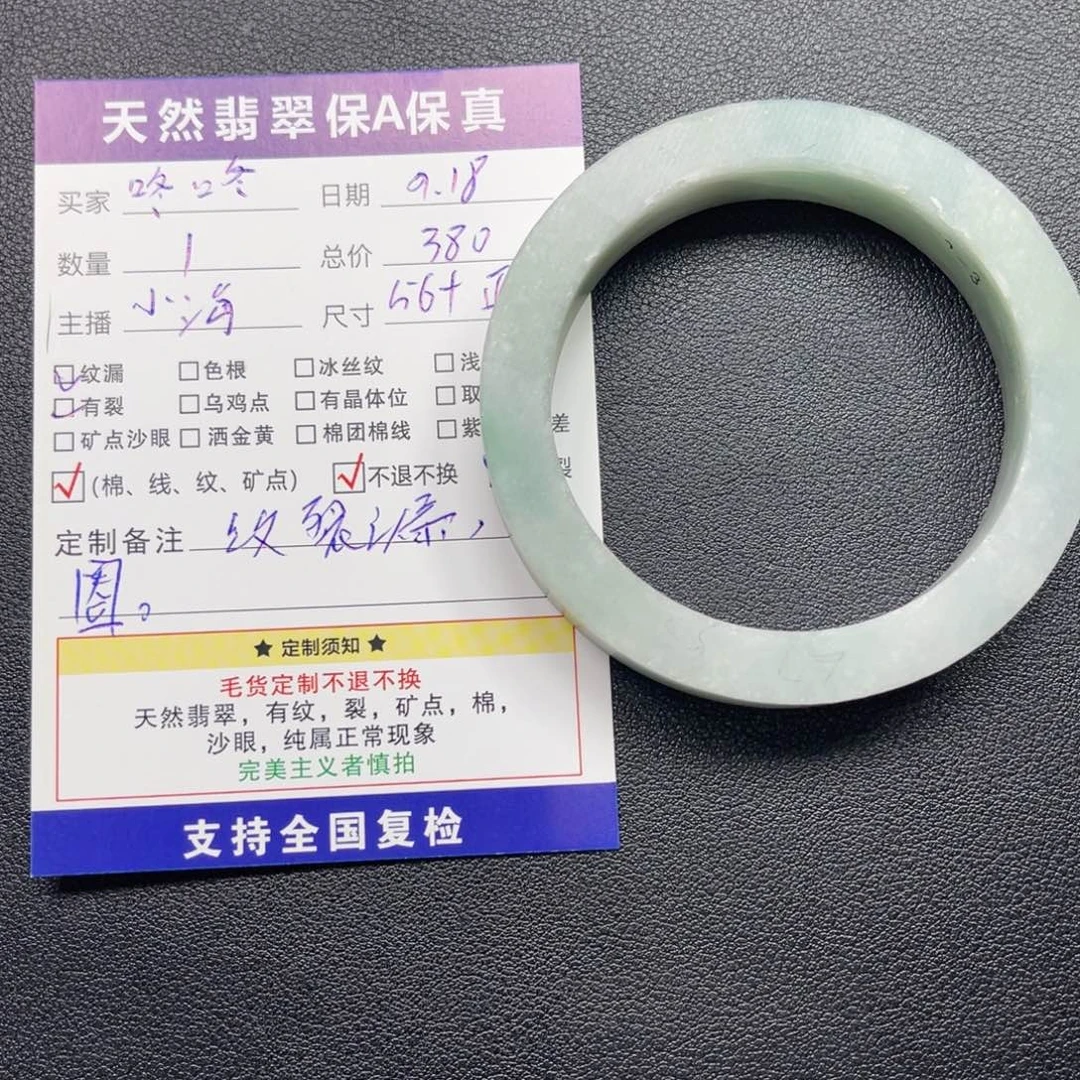 天然翡翠保A保真
买家 咚咚 日期 9.18
数量 1 总价 380
主播 小海 尺寸 56+
□纹漏 □色根 □冰丝纹 □浅
□有裂 □乌鸡点 □有晶体位 □取
□矿点沙眼 □洒金黄 □棉团棉线 □紫 差
☑(棉、线、纹、矿点) ☑不退不换 裂
定制备注 纹裂
圆。
★ 定制须知 ★
毛货定制不退不换
天然翡翠，有纹，裂，矿点，棉，
沙眼，纯属正常现象
完美主义者慎拍
支持全国复检